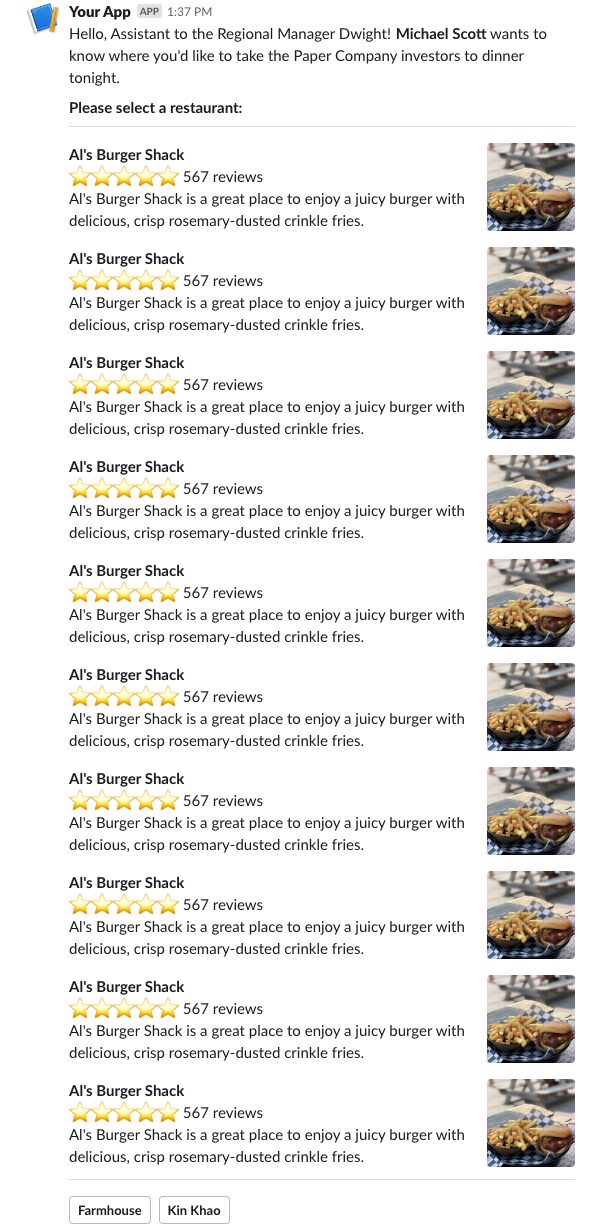 Your App APP 1:37 PM
Hello, Assistant to the Regional Manager Dwight! Michael Scott wants to
know where you'd like to take the Paper Company investors to dinner
tonight.
Please select a restaurant:
Al's Burger Shack
567 reviews
Al's Burger Shack is a great place to enjoy a juicy burger with
delicious, crisp rosemary-dusted crinkle fries.
Al's Burger Shack
567 reviews
Al's Burger Shack is a great place to enjoy a juicy burger with
delicious, crisp rosemary-dusted crinkle fries.
Al's Burger Shack
567 reviews
Al's Burger Shack is a great place to enjoy a juicy burger with
delicious, crisp rosemary-dusted crinkle fries.
Al's Burger Shack
567 reviews
Al's Burger Shack is a great place to enjoy a juicy burger with
delicious, crisp rosemary-dusted crinkle fries.
Al's Burger Shack
567 reviews
Al's Burger Shack is a great place to enjoy a juicy burger with
delicious, crisp rosemary-dusted crinkle fries.
Al's Burger Shack
567 reviews
Al's Burger Shack is a great place to enjoy a juicy burger with
delicious, crisp rosemary-dusted crinkle fries.
Al's Burger Shack
567 reviews
Al's Burger Shack is a great place to enjoy a juicy burger with
delicious, crisp rosemary-dusted crinkle fries.
Al's Burger Shack
567 reviews
Al's Burger Shack is a great place to enjoy a juicy burger with
delicious, crisp rosemary-dusted crinkle fries.
Al's Burger Shack
567 reviews
Al's Burger Shack is a great place to enjoy a juicy burger with
delicious, crisp rosemary-dusted crinkle fries.
Al's Burger Shack
567 reviews
Al's Burger Shack is a great place to enjoy a juicy burger with
delicious, crisp rosemary-dusted crinkle fries.
Farmhouse Kin Khao